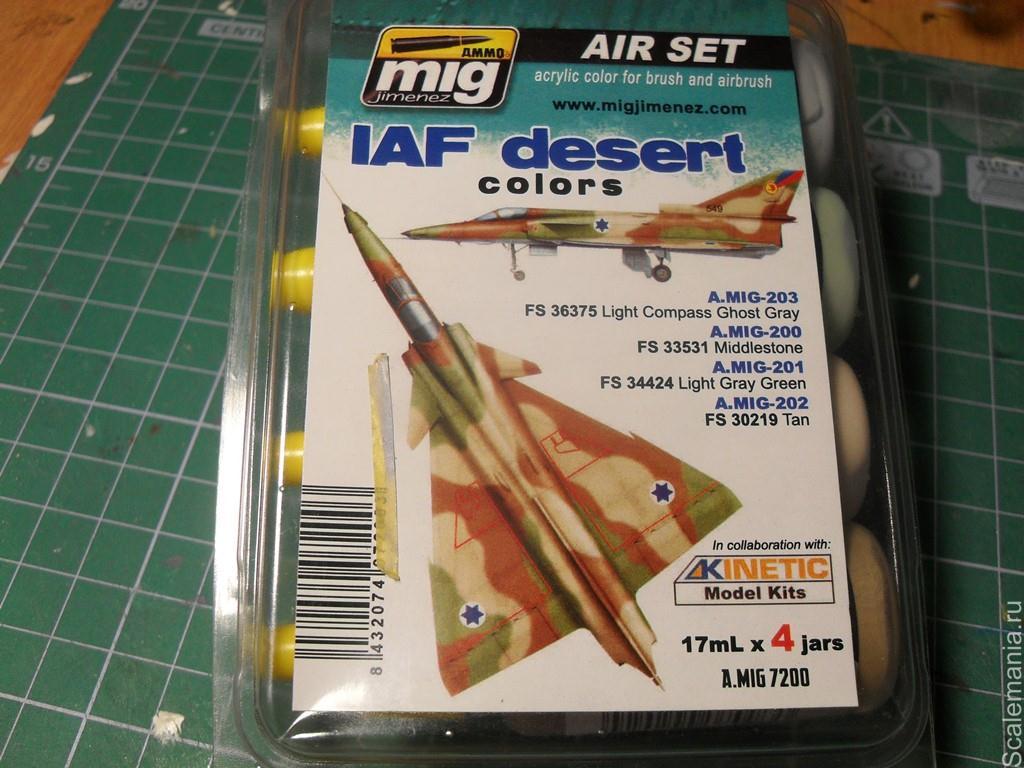 AIR SET
AMMO
mig
jimenez
acrylic color for brush and airbrush
www.migjimenez.com
IAF desert
colors
549
A.MIG-203
FS 36375 Light Compass Ghost Gray
A.MIG-200
FS 33531 Middlestone
A.MIG-201
FS 34424 Light Gray Green
A.MIG-202
FS 30219 Tan
In collaboration with:
KINETIC
Model Kits
17mL x 4 jars
A.MIG 7200
8 432074
15
20
Scalemania.ru